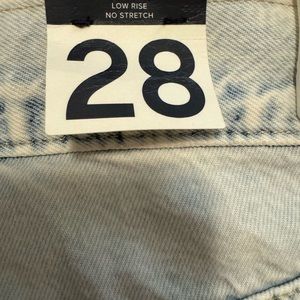 LOW RISE
NO STRETCH
28